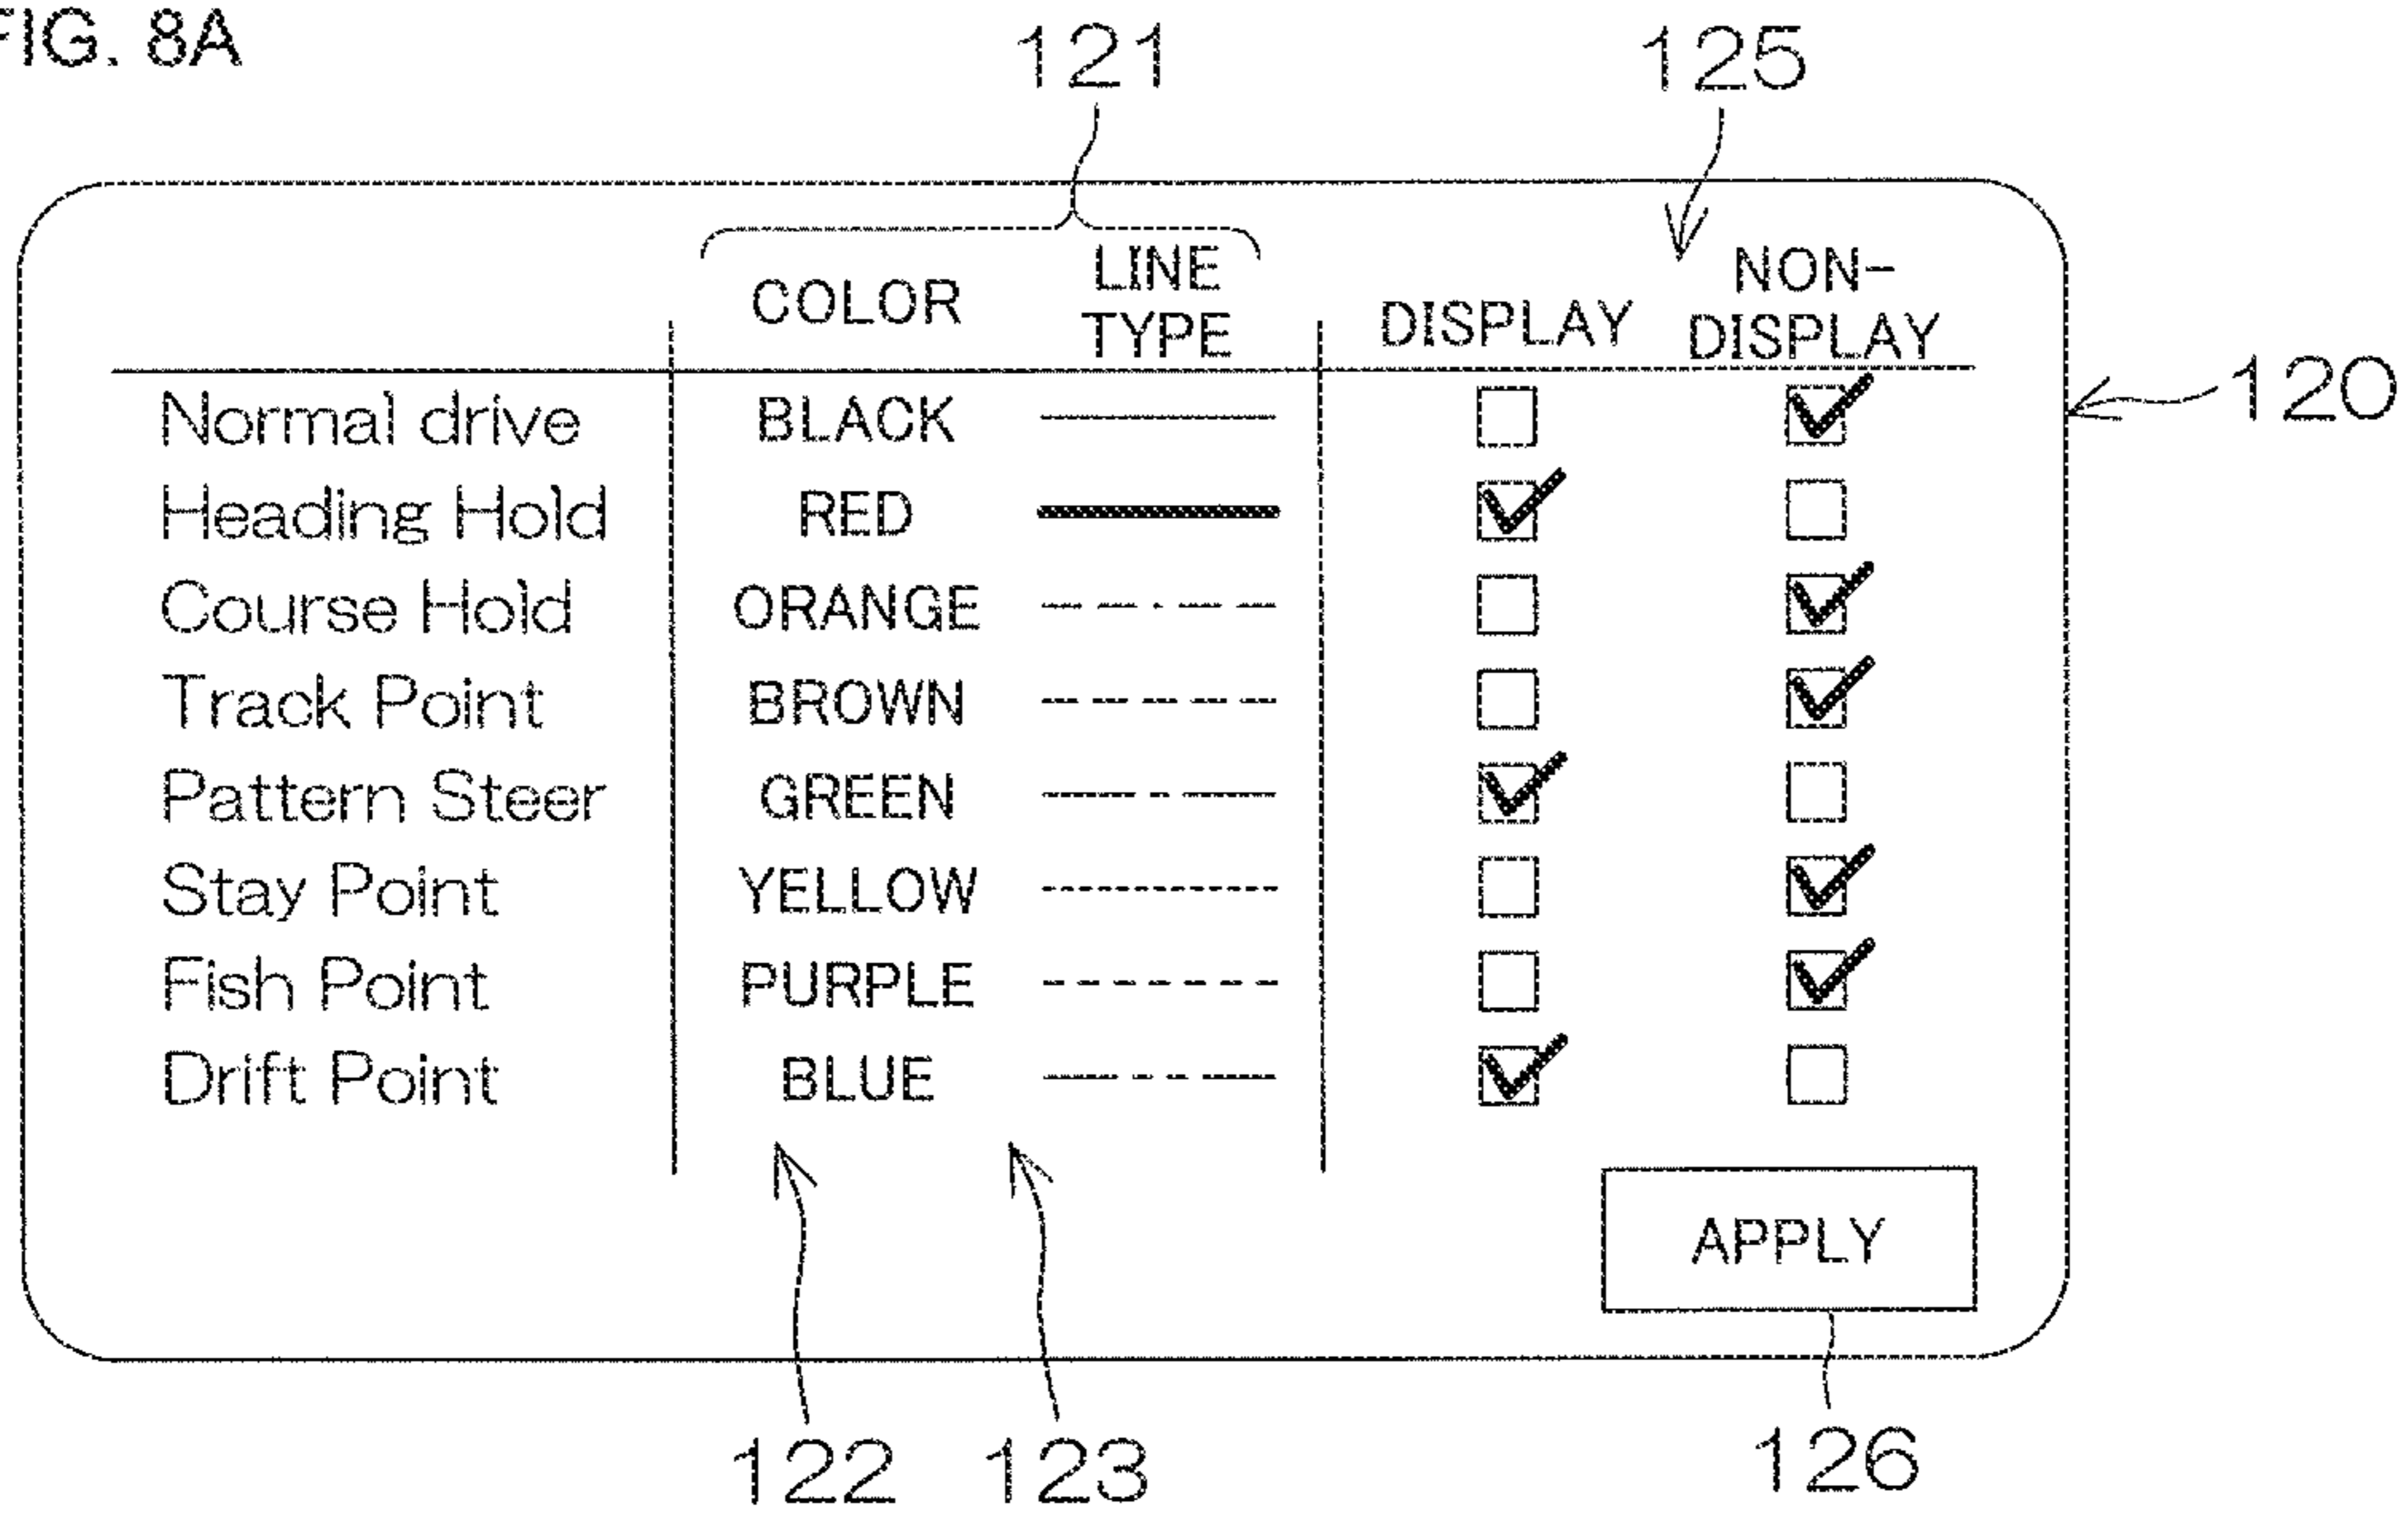 FIG. 8A
121 125
COLOR LINE TYPE DISPLAY NON-DISPLAY
120
Normal drive BLACK
Heading Hold RED
Course Hold ORANGE
Track Point BROWN
Pattern Steer GREEN
Stay Point YELLOW
Fish Point PURPLE
Drift Point BLUE
APPLY
122 123 126